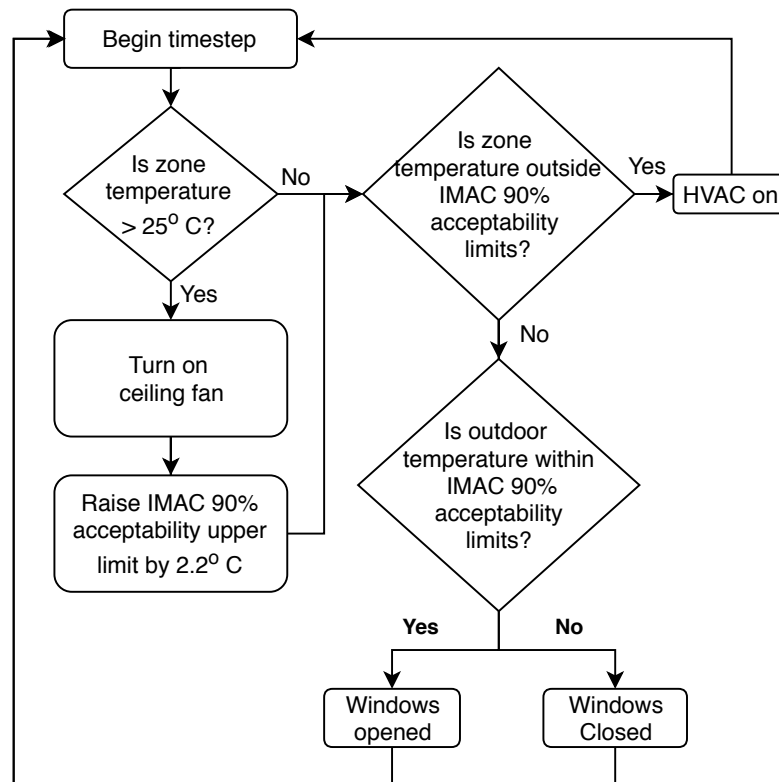 Begin timestep
Is zone
temperature
> 25º C?
No
Yes
Turn on
ceiling fan
Raise IMAC 90%
acceptability upper
limit by 2.2º C
Is zone
temperature outside
IMAC 90%
acceptability
limits?
Yes
HVAC on
No
Is outdoor
temperature within
IMAC 90%
acceptability
limits?
Yes
No
Windows
opened
Windows
Closed